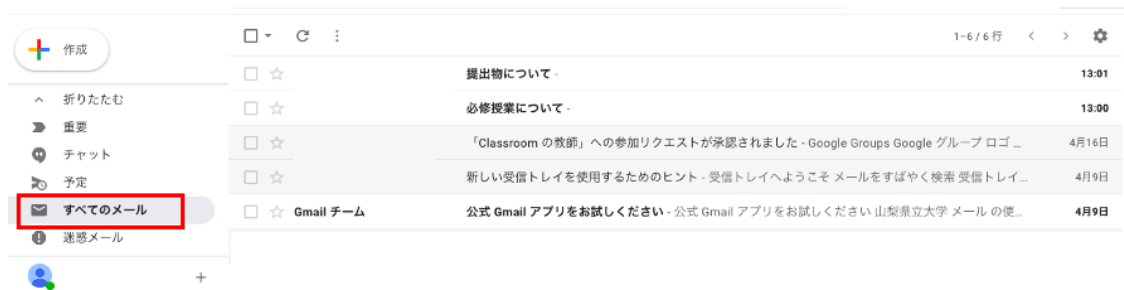 作成
1-6 / 6 行
折りたたむ
重要
チャット
予定
すべてのメール
迷惑メール
提出物について -
13:01
必修授業について -
13:00
「Classroom の教師」への参加リクエストが承認されました - Google Groups Google グループ ロゴ ...
4月16日
新しい受信トレイを使用するためのヒント - 受信トレイへようこそ メールをすばやく検索 受信トレイ...
4月9日
Gmail チーム
公式 Gmail アプリをお試しください - 公式 Gmail アプリをお試しください 山梨県立大学 メール の便...
4月9日